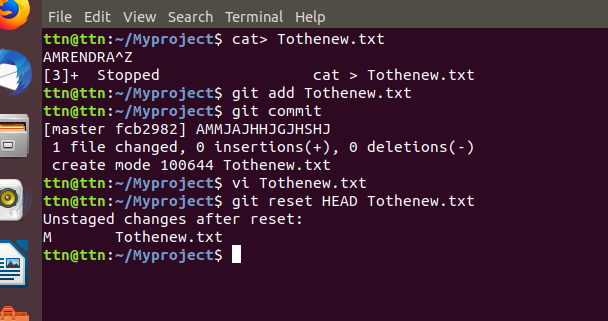 File Edit View Search Terminal Help
ttn@ttn:~/Myproject$ cat> Tothenew.txt
AMRENDRA^Z
[3]+  Stopped                 cat > Tothenew.txt
ttn@ttn:~/Myproject$ git add Tothenew.txt
ttn@ttn:~/Myproject$ git commit
[master fcb2982] AMMJAJHHJGJHSHJ
 1 file changed, 0 insertions(+), 0 deletions(-)
 create mode 100644 Tothenew.txt
ttn@ttn:~/Myproject$ vi Tothenew.txt
ttn@ttn:~/Myproject$ git reset HEAD Tothenew.txt
Unstaged changes after reset:
M       Tothenew.txt
ttn@ttn:~/Myproject$